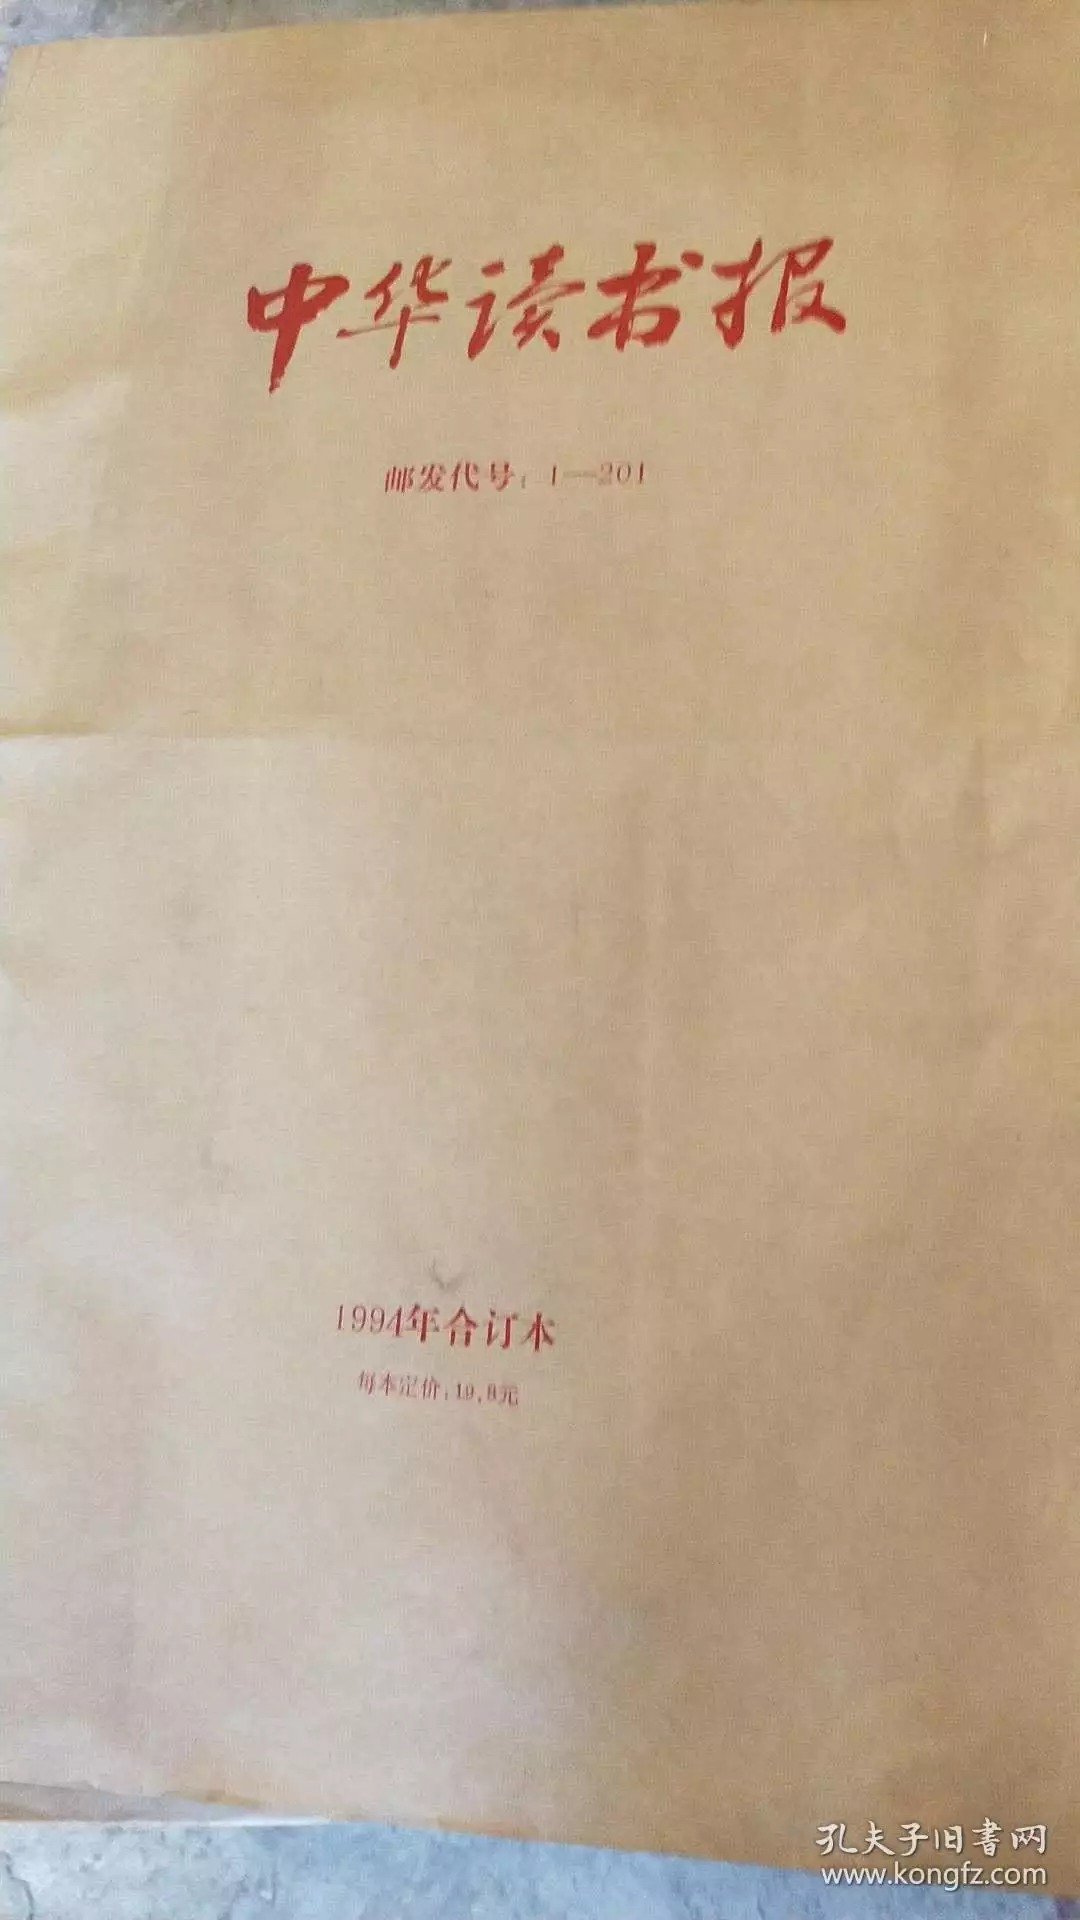 中华读书报
邮发代号：1—201
1994年合订本
每本定价：19.8元
孔夫子旧書网
www.kongfz.com